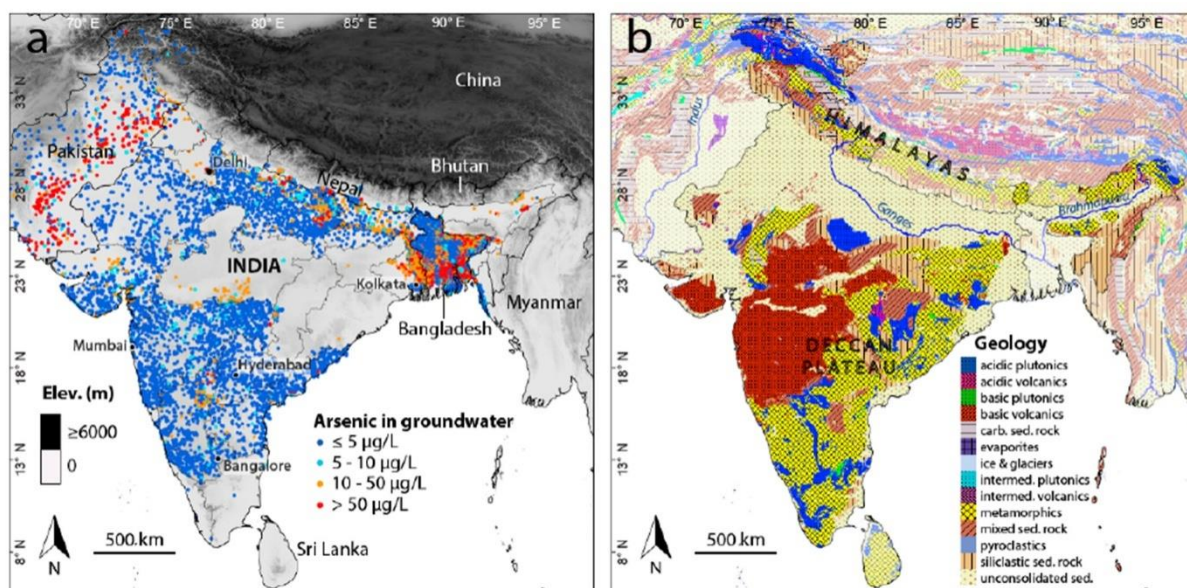 a
70° E
75° E
80° E
85° E
90° E
95° E
33° N
28° N
23° N
18° N
13° N
8° N
China
Pakistan
Delhi
Nepal
Bhutan
INDIA
Kolkata
Myanmar
Bangladesh
Mumbai
Hyderabad
Bangalore
Sri Lanka
Elev. (m)
≥6000
0
Arsenic in groundwater
≤ 5 µg/L
5 - 10 µg/L
10 - 50 µg/L
> 50 µg/L
N
500 km
b
70° E
75° E
80° E
85° E
90° E
95° E
33° N
28° N
23° N
18° N
13° N
8° N
Indus
HIMALAYAS
Ganges
DECCAN
PLATEAU
Geology
acidic plutonics
acidic volcanics
basic plutonics
basic volcanics
carb. sed. rock
evaporites
ice & glaciers
intermed. plutonics
intermed. volcanics
metamorphics
mixed sed. rock
pyroclastics
siliclastic sed. rock
unconsolidated sed.
N
500 km